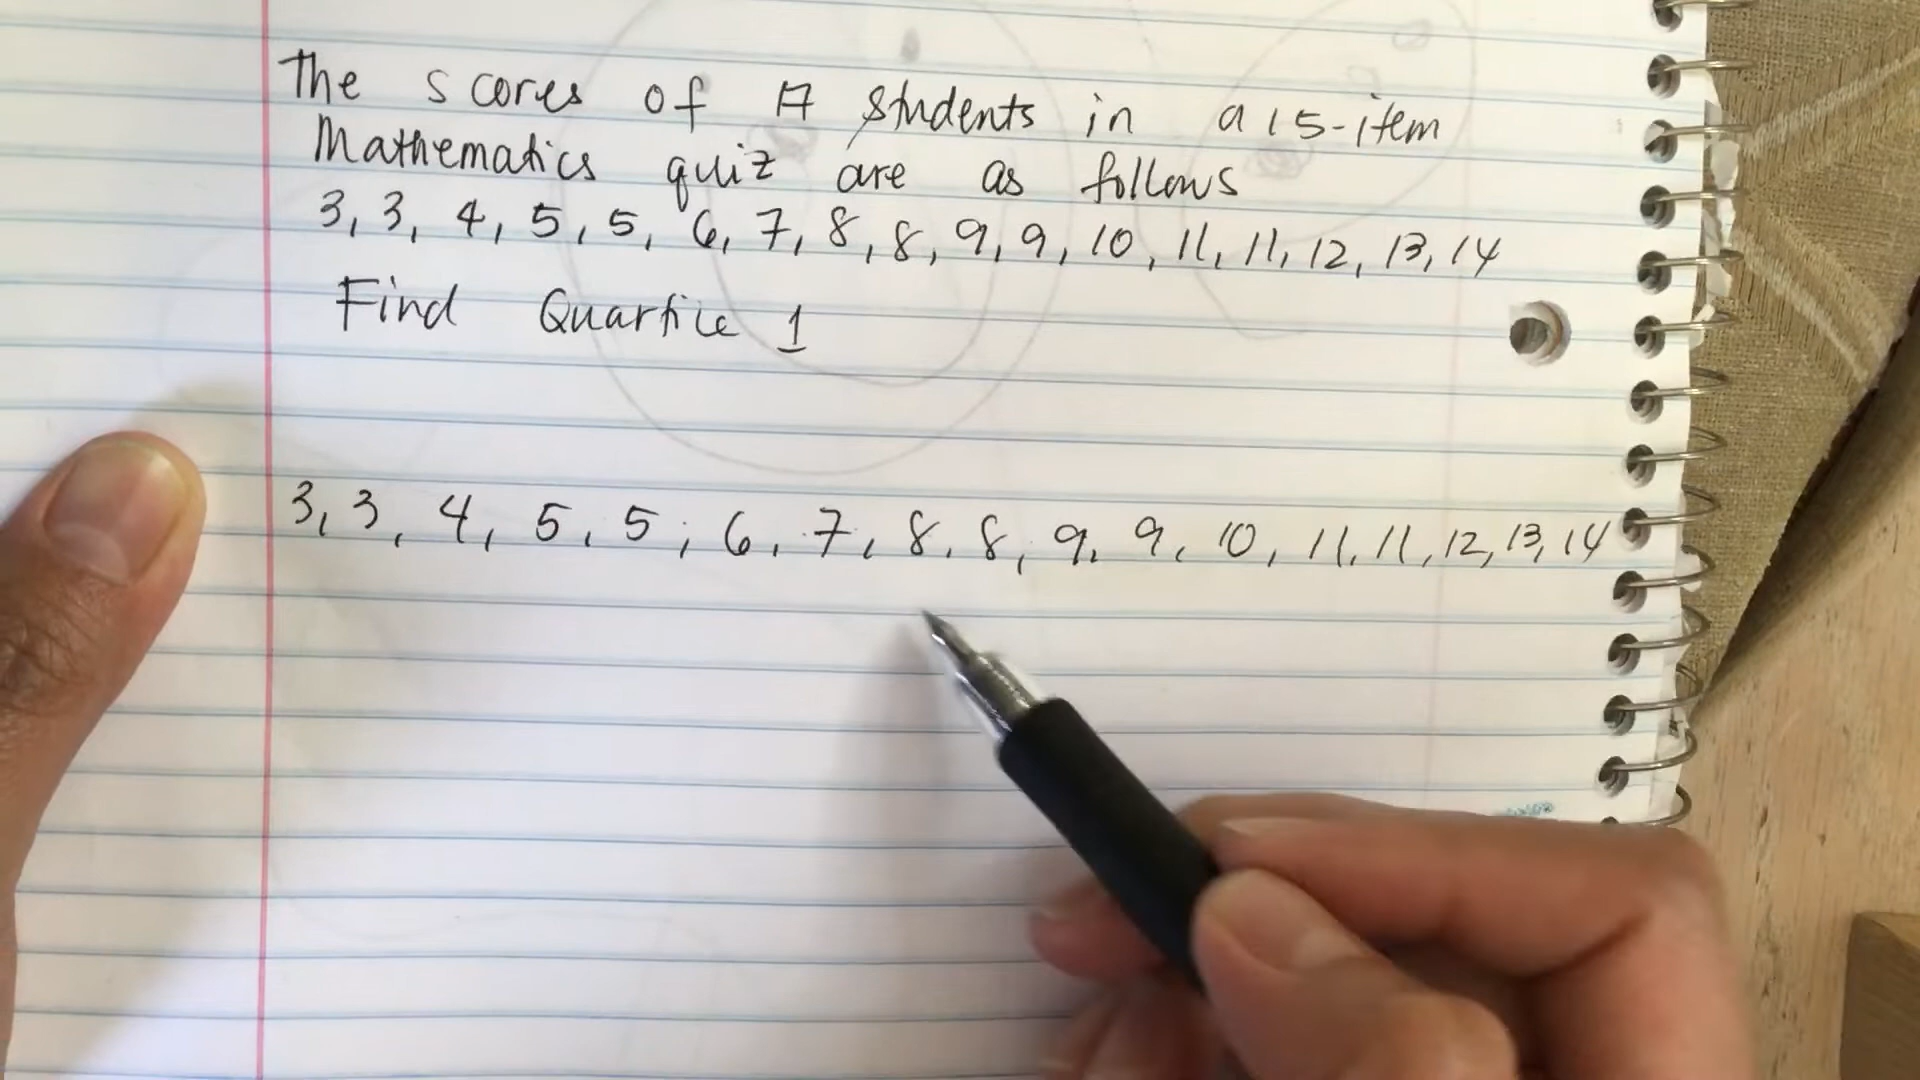 The scores of 17 students in a 15-item
Mathematics quiz are as follows
3, 3, 4, 5, 5, 6, 7, 8, 8, 9, 9, 10, 11, 11, 12, 13, 14
Find Quartile 1
3, 3, 4, 5, 5, 6, 7, 8, 8, 9, 9, 10, 11, 11, 12, 13, 14